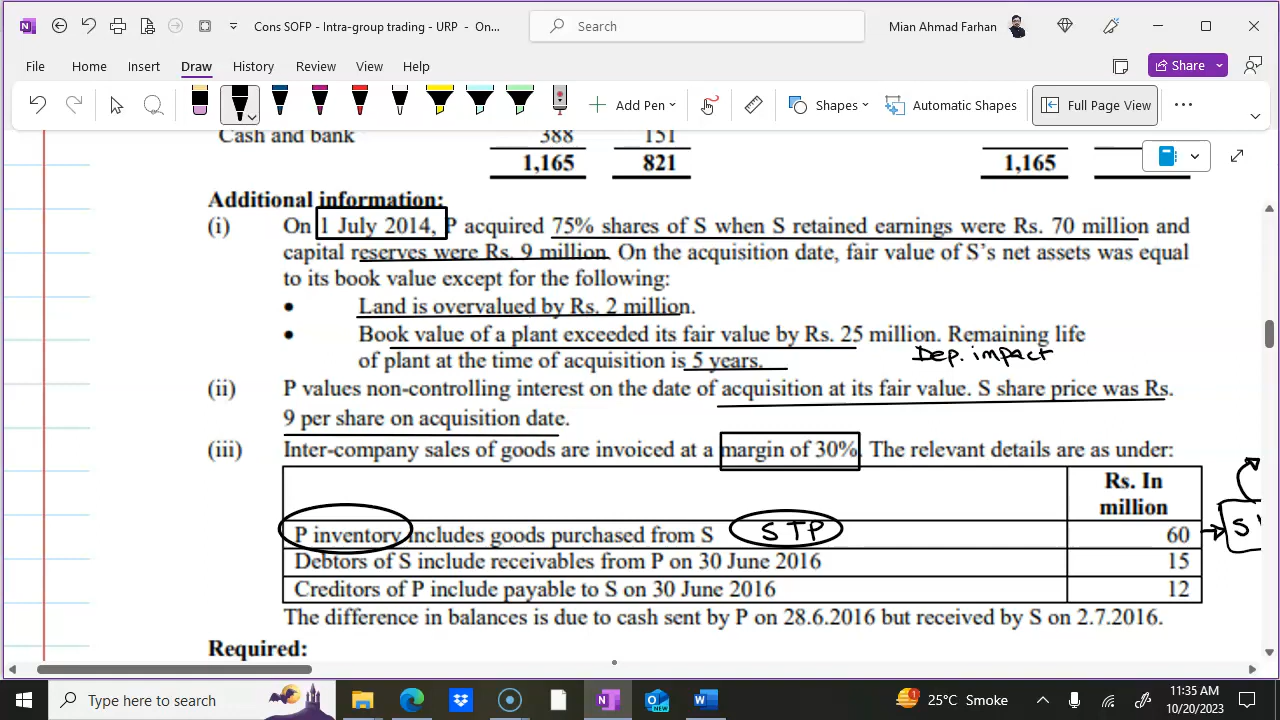 Cons SOFP - Intra-group trading - URP - On...
Search
Mian Ahmad Farhan
File Home Insert Draw History Review View Help
Share
Add Pen
Shapes
Automatic Shapes
Full Page View
Cash and bank 388 151
1,165 821 1,165
Additional information:
(i) On 1 July 2014, P acquired 75% shares of S when S retained earnings were Rs. 70 million and
capital reserves were Rs. 9 million. On the acquisition date, fair value of S's net assets was equal
to its book value except for the following:
• Land is overvalued by Rs. 2 million.
• Book value of a plant exceeded its fair value by Rs. 25 million. Remaining life
of plant at the time of acquisition is 5 years.
Dep. impact
(ii) P values non-controlling interest on the date of acquisition at its fair value. S share price was Rs.
9 per share on acquisition date.
(iii) Inter-company sales of goods are invoiced at a margin of 30%. The relevant details are as under:
Rs. In
million
P inventory includes goods purchased from S STP 60
Debtors of S include receivables from P on 30 June 2016 15
Creditors of P include payable to S on 30 June 2016 12
The difference in balances is due to cash sent by P on 28.6.2016 but received by S on 2.7.2016.
Required:
Type here to search
1
25°C Smoke
11:35 AM
10/20/2023